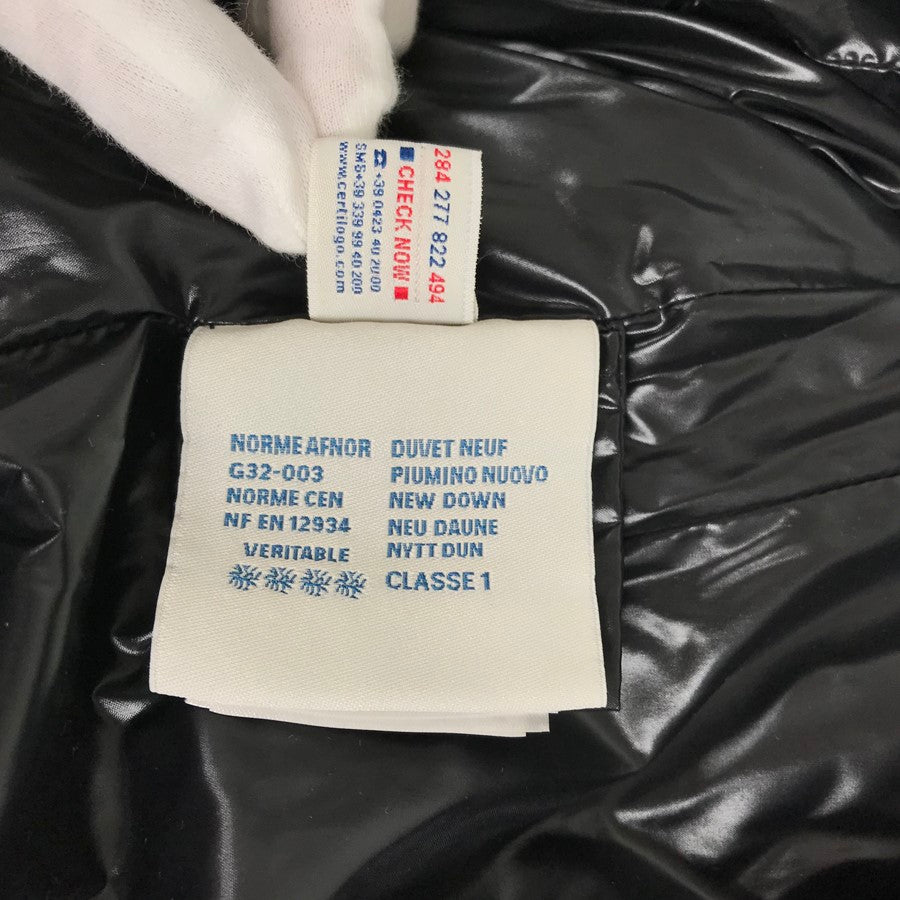 284 277 822 494
CHECK NOW
+39 0423 40 20 00
SMS+39 339 99 40 200
www.certilogo.com
NORME AFNOR
G32-003
NORME CEN
NF EN 12934
VERITABLE
DUVET NEUF
PIUMINO NUOVO
NEW DOWN
NEU DAUNE
NYTT DUN
CLASSE 1